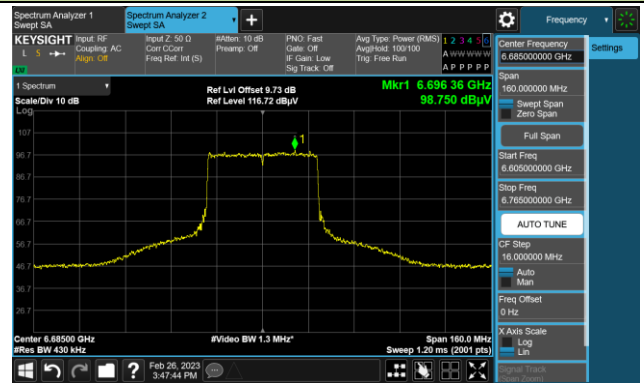 Spectrum Analyzer 1
Swept SA
Spectrum Analyzer 2
Swept SA
Frequency
KEYSIGHT
L S
LW
Input: RF
Coupling: AC
Align: Off
Input Z: 50 Ω
Corr CCorr
Freq Ref: Int (S)
#Atten: 10 dB
Preamp: Off
PNO: Fast
Gate: Off
IF Gain: Low
Sig Track: Off
Avg Type: Power (RMS)
Avg|Hold: 100/100
Trig: Free Run
1 2 3 4 5 6
A W W W W W
A P P P P P
1 Spectrum
Scale/Div 10 dB
Log
Ref Lvl Offset 9.73 dB
Ref Level 116.72 dBµV
Mkr1 6.696 36 GHz
98.750 dBµV
1
107
96.7
86.7
76.7
66.7
56.7
46.7
36.7
26.7
Center 6.68500 GHz
#Res BW 430 kHz
#Video BW 1.3 MHz*
Span 160.0 MHz
Sweep 1.20 ms (2001 pts)
Center Frequency
6.685000000 GHz
Settings
Span
160.000000 MHz
Swept Span
Zero Span
Full Span
Start Freq
6.605000000 GHz
Stop Freq
6.765000000 GHz
AUTO TUNE
CF Step
16.000000 MHz
Auto
Man
Freq Offset
0 Hz
X Axis Scale
Log
Lin
Signal Track
(Span Zoom)
Feb 26, 2023
3:47:44 PM